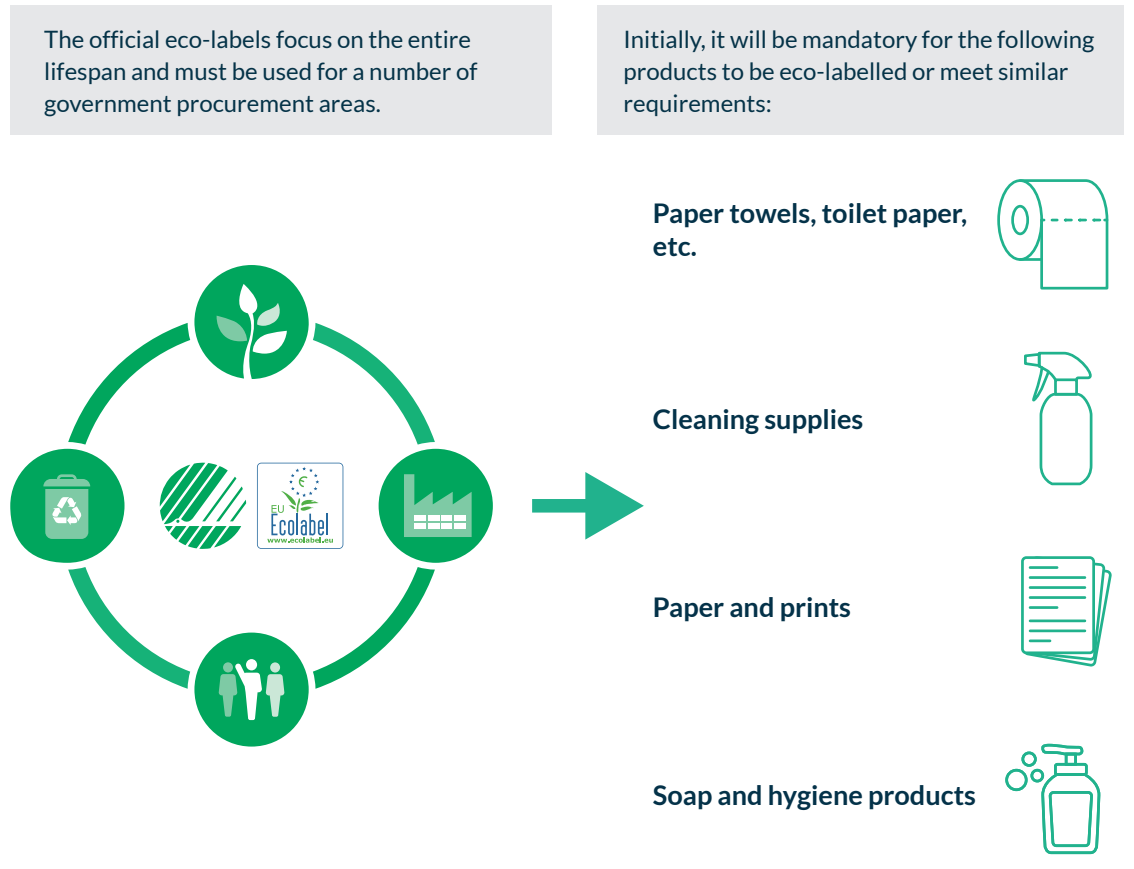 The official eco-labels focus on the entire
lifespan and must be used for a number of
government procurement areas.
Initially, it will be mandatory for the following
products to be eco-labelled or meet similar
requirements:
Paper towels, toilet paper,
etc.
Cleaning supplies
EU
Ecolabel
www.ecolabel.eu
Paper and prints
Soap and hygiene products